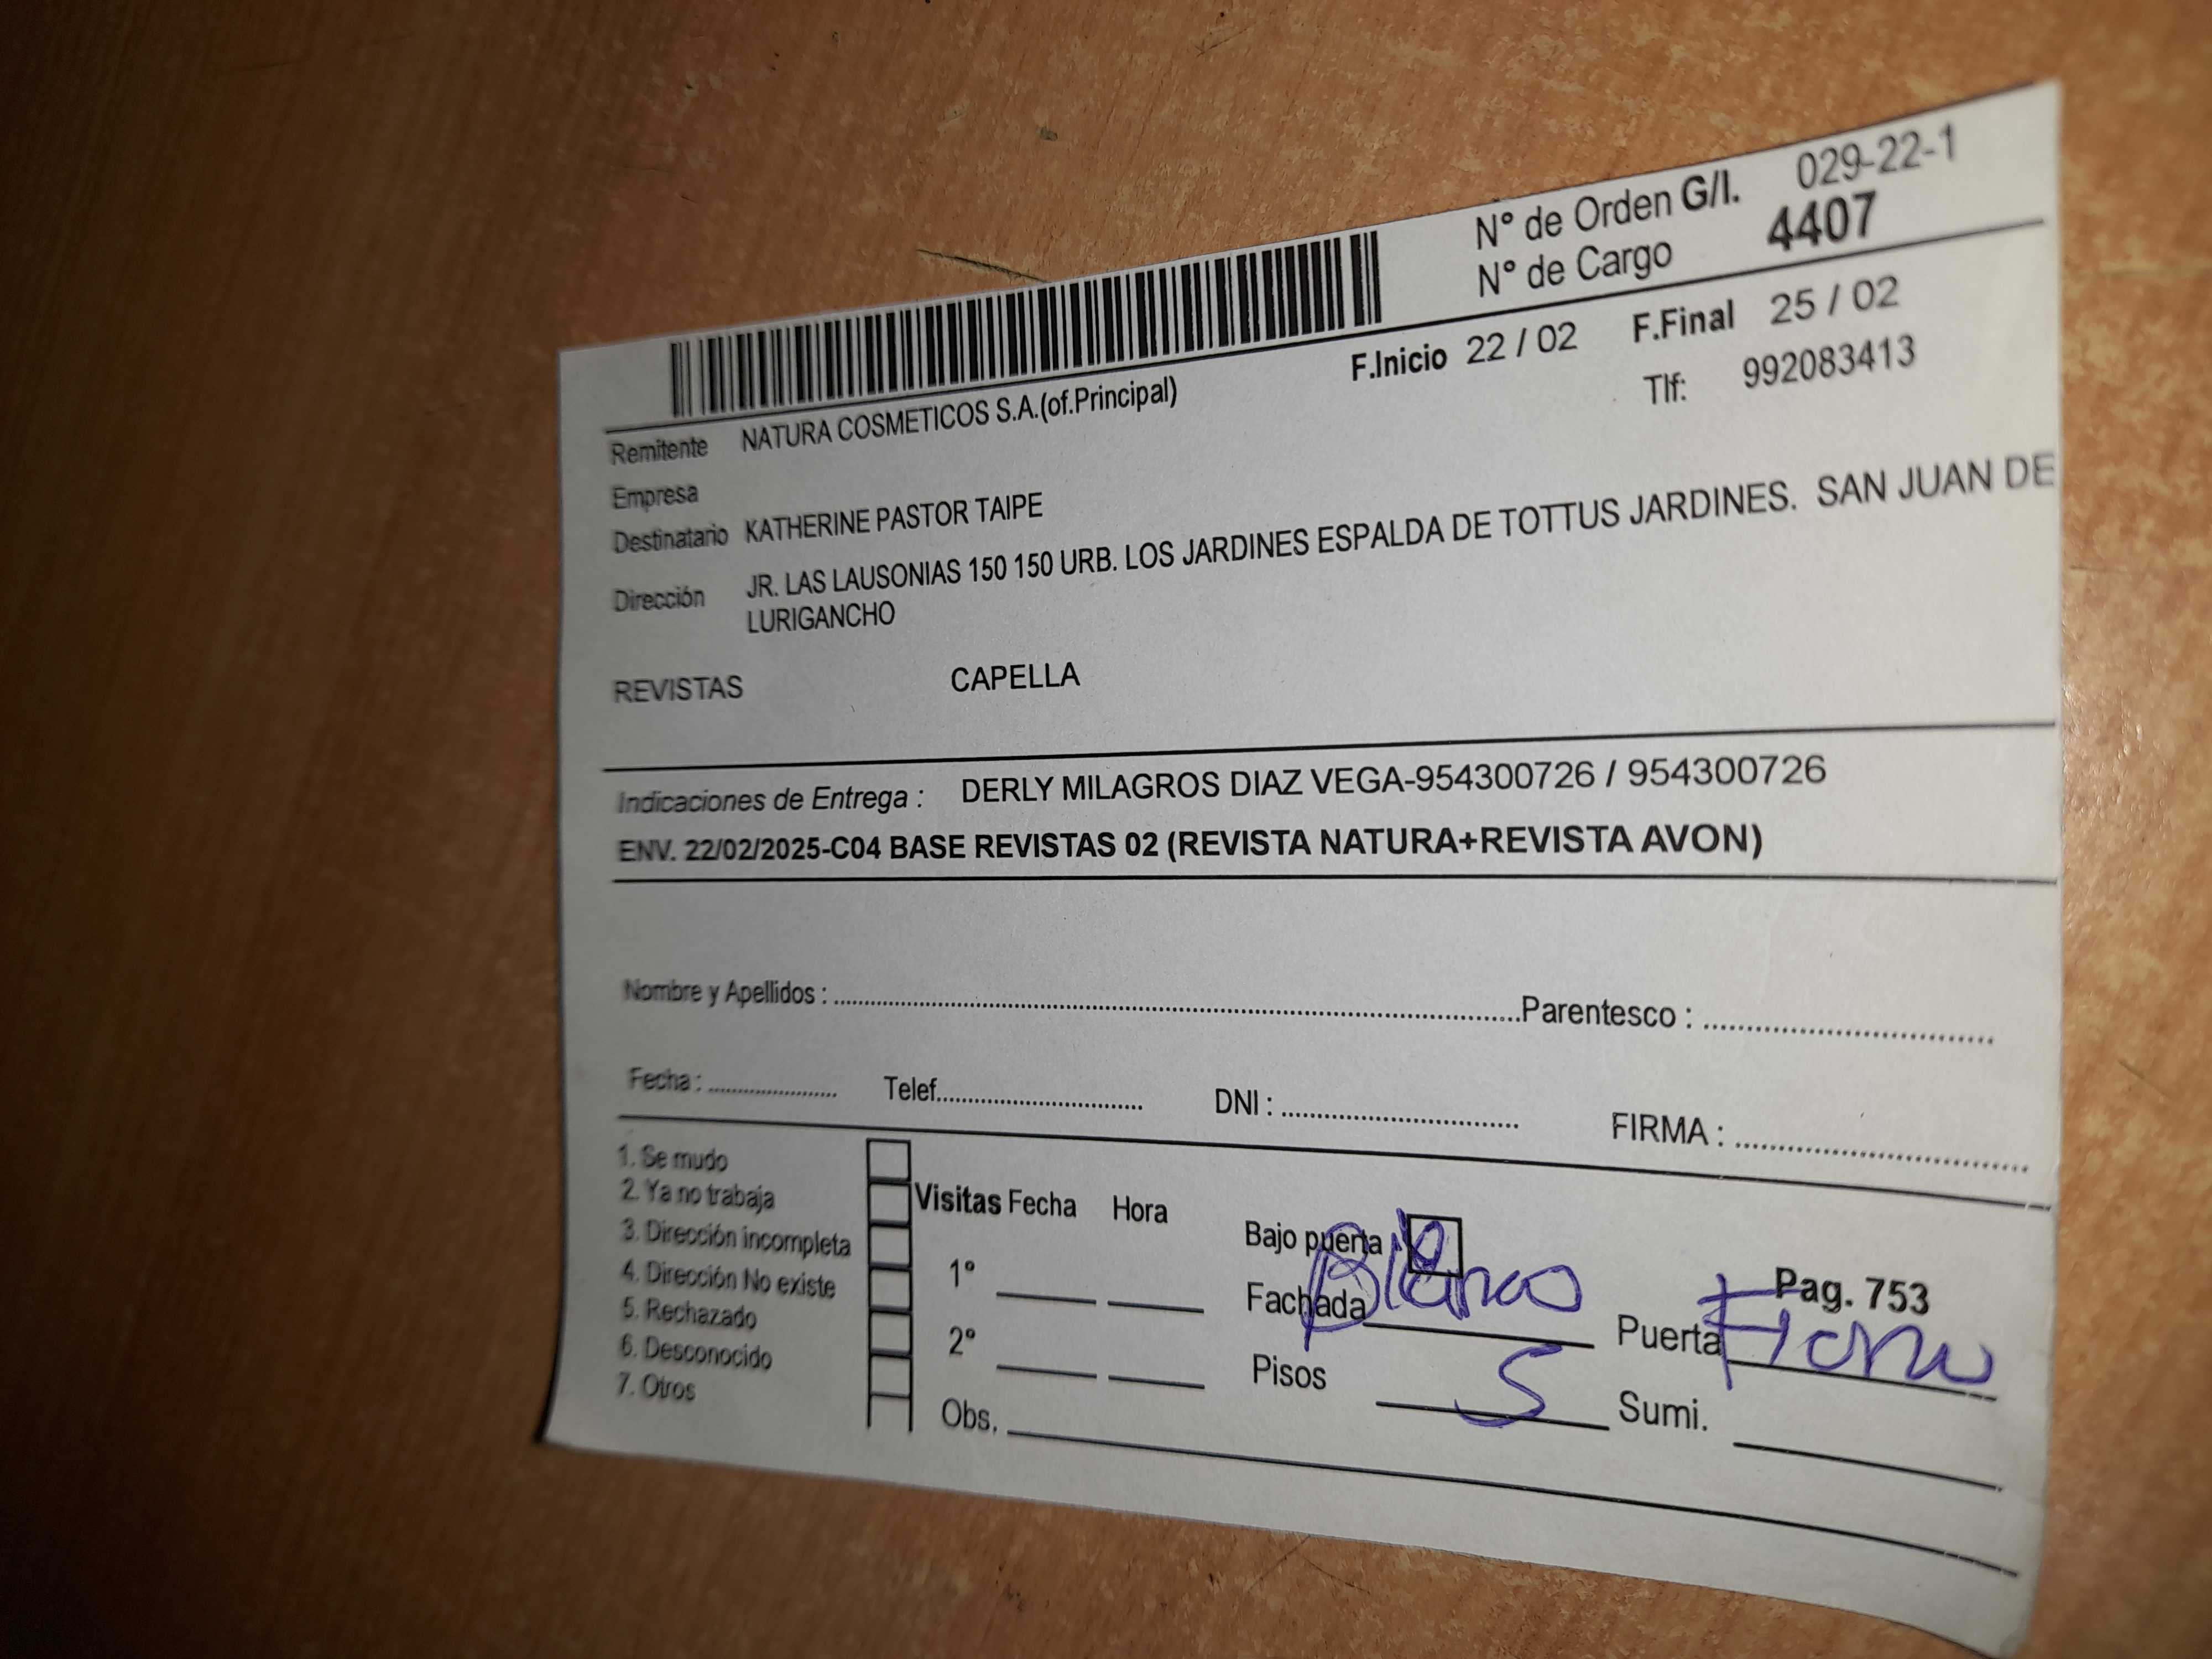 N° de Orden G/I. 029-22-1
N° de Cargo 4407
F.Inicio 22 / 02 F.Final 25 / 02
Remitente NATURA COSMETICOS S.A.(of.Principal) Tlf: 992083413
Empresa
Destinatario KATHERINE PASTOR TAIPE
Dirección JR. LAS LAUSONIAS 150 150 URB. LOS JARDINES ESPALDA DE TOTTUS JARDINES. SAN JUAN DE
LURIGANCHO
REVISTAS CAPELLA
Indicaciones de Entrega : DERLY MILAGROS DIAZ VEGA-954300726 / 954300726
ENV. 22/02/2025-C04 BASE REVISTAS 02 (REVISTA NATURA+REVISTA AVON)
Nombre y Apellidos : Parentesco :
Fecha : Telef. DNI : FIRMA :
1. Se mudo
2. Ya no trabaja
3. Dirección incompleta
4. Dirección No existe
5. Rechazado
6. Desconocido
7. Otros
Visitas Fecha Hora
1°
2°
Obs.
Bajo puerta
Pag. 753
Fachada Blanco Puerta
Pisos 5 Sumi.